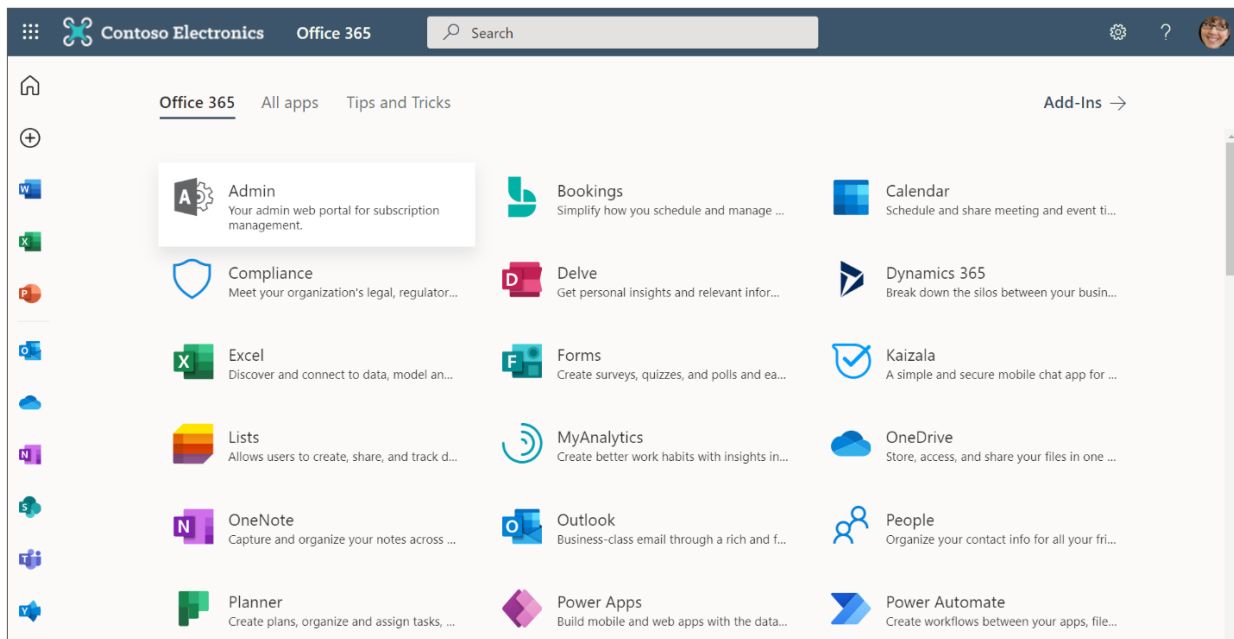 Contoso Electronics Office 365 Search ?
Office 365 All apps Tips and Tricks Add-Ins →
Admin
Your admin web portal for subscription
management.
Bookings
Simplify how you schedule and manage ...
Calendar
Schedule and share meeting and event ti...
Compliance
Meet your organization's legal, regulator...
Delve
Get personal insights and relevant infor...
Dynamics 365
Break down the silos between your busin...
Excel
Discover and connect to data, model an...
Forms
Create surveys, quizzes, and polls and ea...
Kaizala
A simple and secure mobile chat app for ...
Lists
Allows users to create, share, and track d...
MyAnalytics
Create better work habits with insights in...
OneDrive
Store, access, and share your files in one ...
OneNote
Capture and organize your notes across ...
Outlook
Business-class email through a rich and f...
People
Organize your contact info for all your fri...
Planner
Create plans, organize and assign tasks, ...
Power Apps
Build mobile and web apps with the data...
Power Automate
Create workflows between your apps, file...